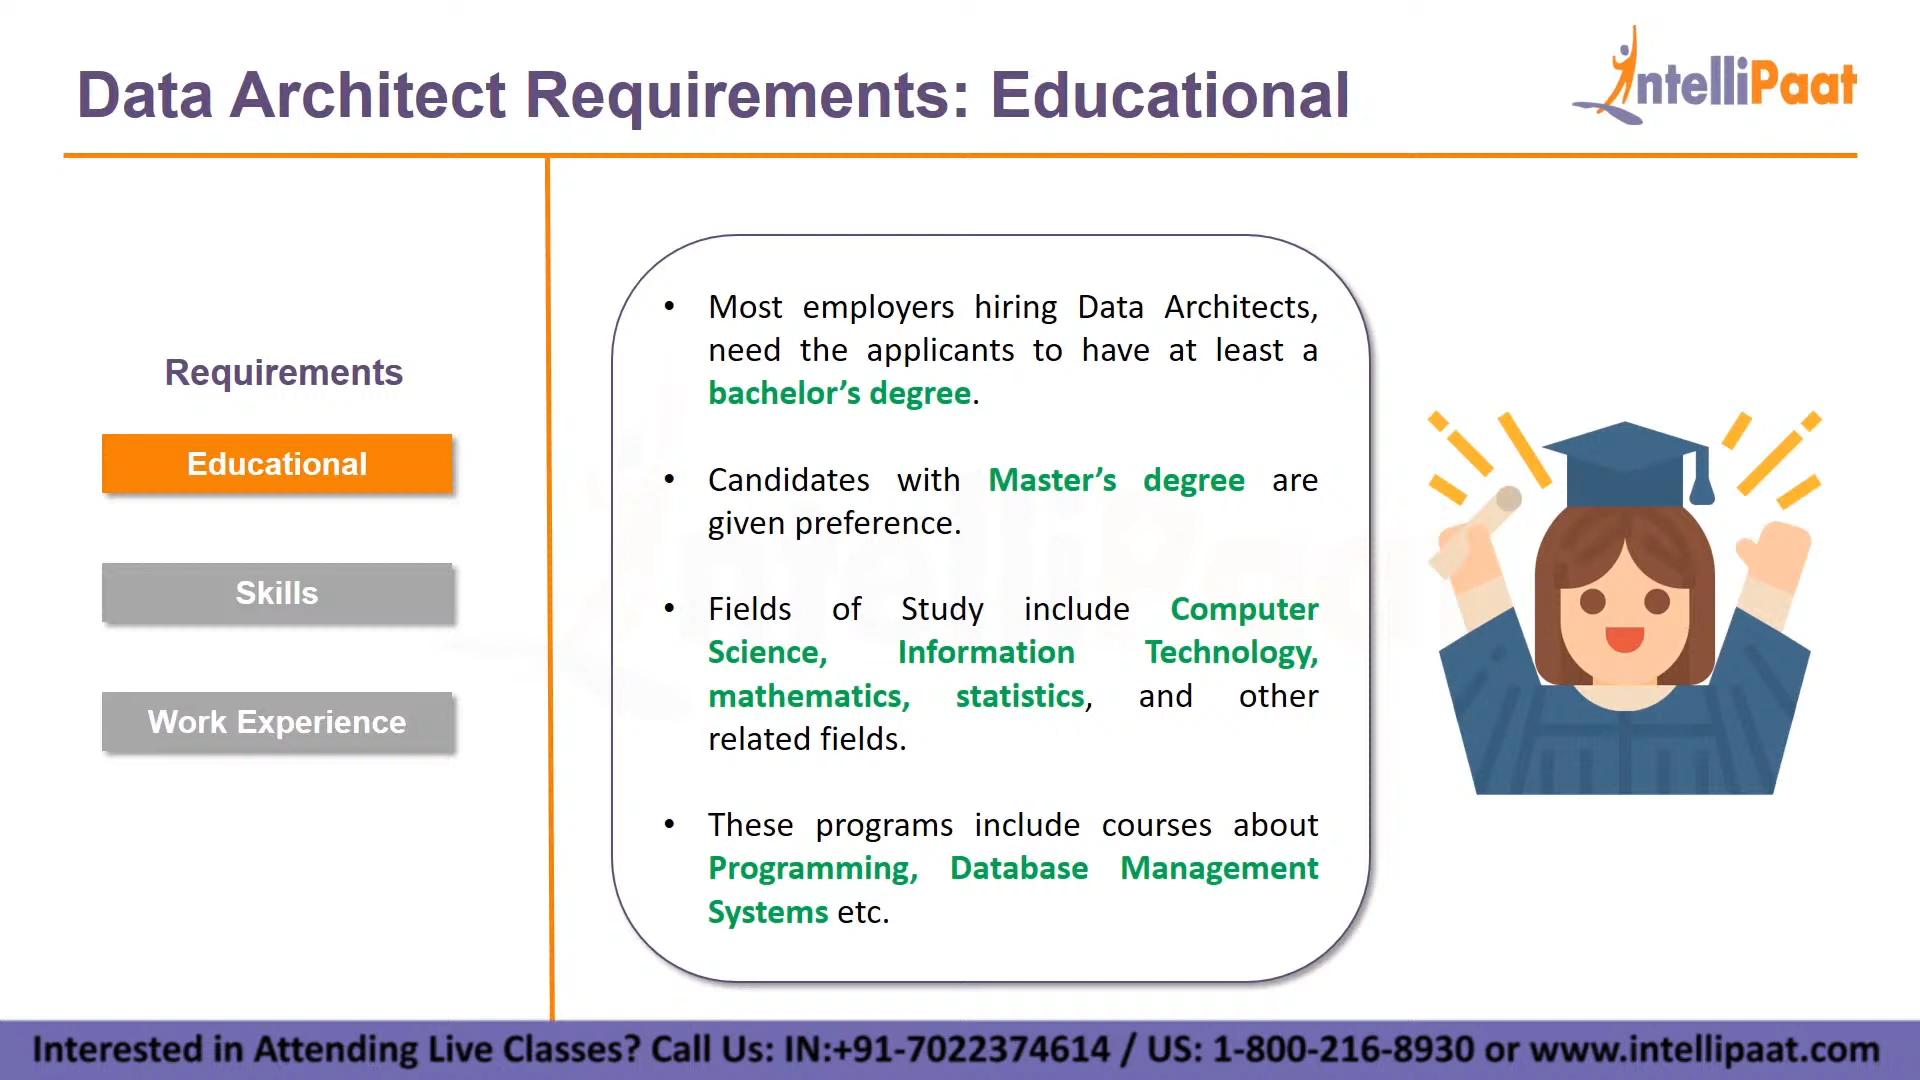 Data Architect Requirements: Educational
IntelliPaat
Requirements
Educational
Skills
Work Experience
• Most employers hiring Data Architects,
need the applicants to have at least a
bachelor’s degree.
• Candidates with Master’s degree are
given preference.
• Fields of Study include Computer
Science, Information Technology,
mathematics, statistics, and other
related fields.
• These programs include courses about
Programming, Database Management
Systems etc.
Interested in Attending Live Classes? Call Us: IN:+91-7022374614 / US: 1-800-216-8930 or www.intellipaat.com